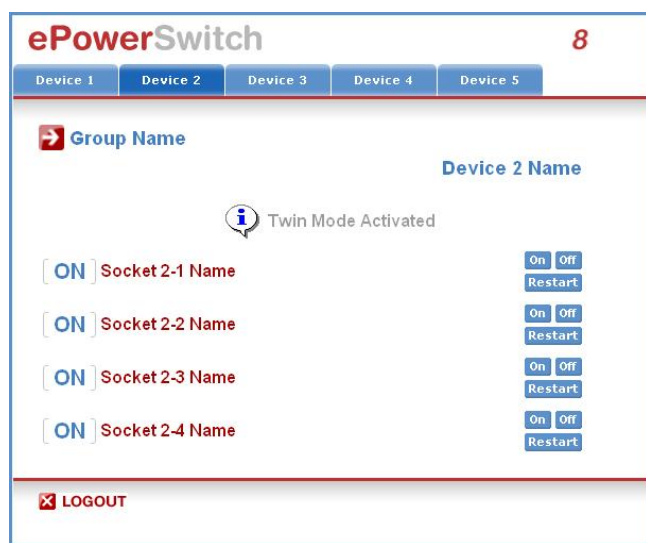 ePowerSwitch 8
Device 1 Device 2 Device 3 Device 4 Device 5
Group Name
Device 2 Name
i Twin Mode Activated
ON Socket 2-1 Name On Off
Restart
ON Socket 2-2 Name On Off
Restart
ON Socket 2-3 Name On Off
Restart
ON Socket 2-4 Name On Off
Restart
LOGOUT